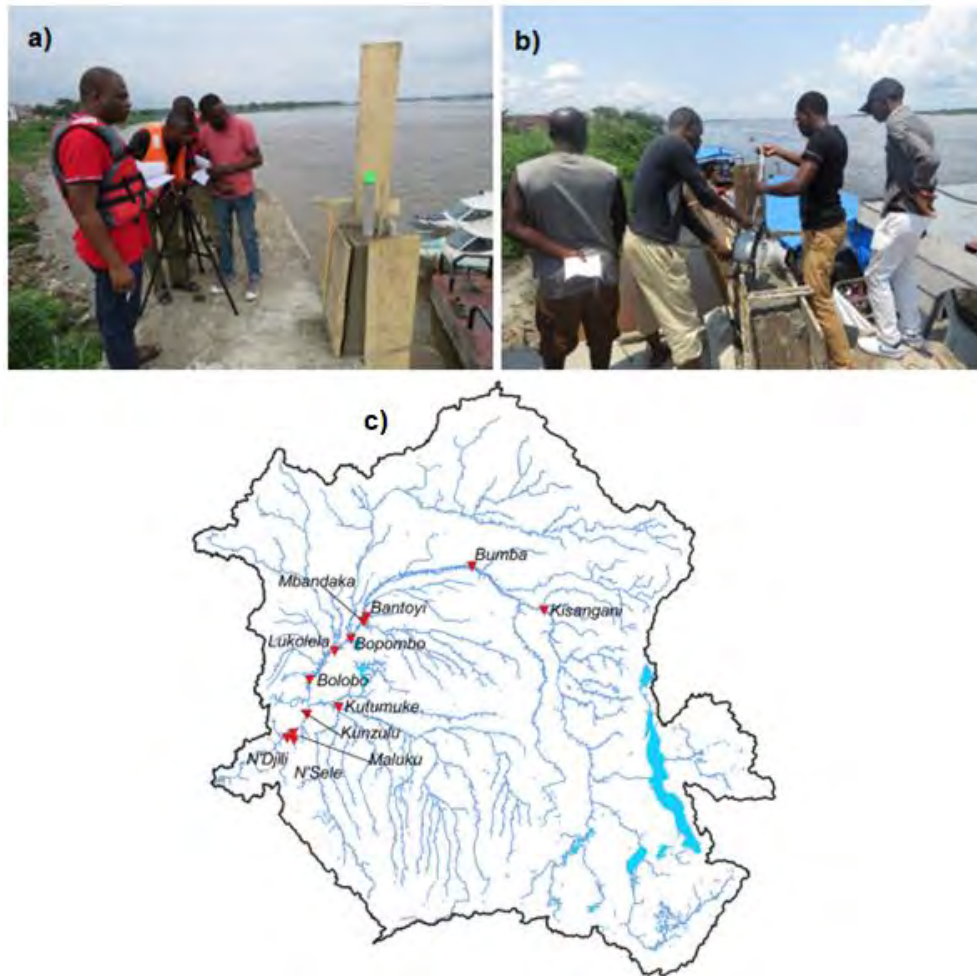 a)
b)
c)
Bumba
Mbandaka
Bantoyi
Kisangani
Lukolela
Bopombo
Bolobo
Kutumuke
Kunzulu
N'Djili
Maluku
N'Sele